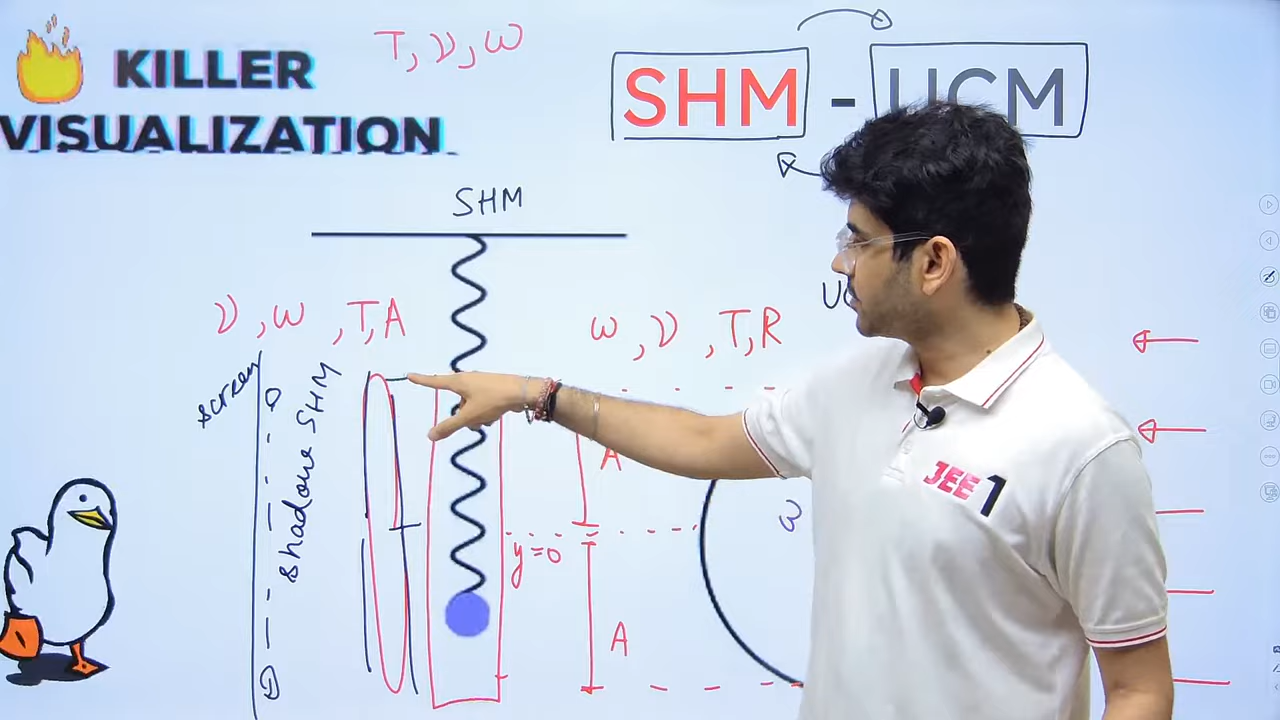 KILLER
VISUALIZATION
T, ν, ω
SHM - UCM
SHM
ν, ω, T, A
ω, ν, T, R
screen
shadow SHM
A
y=0
A
ω
JEE 1